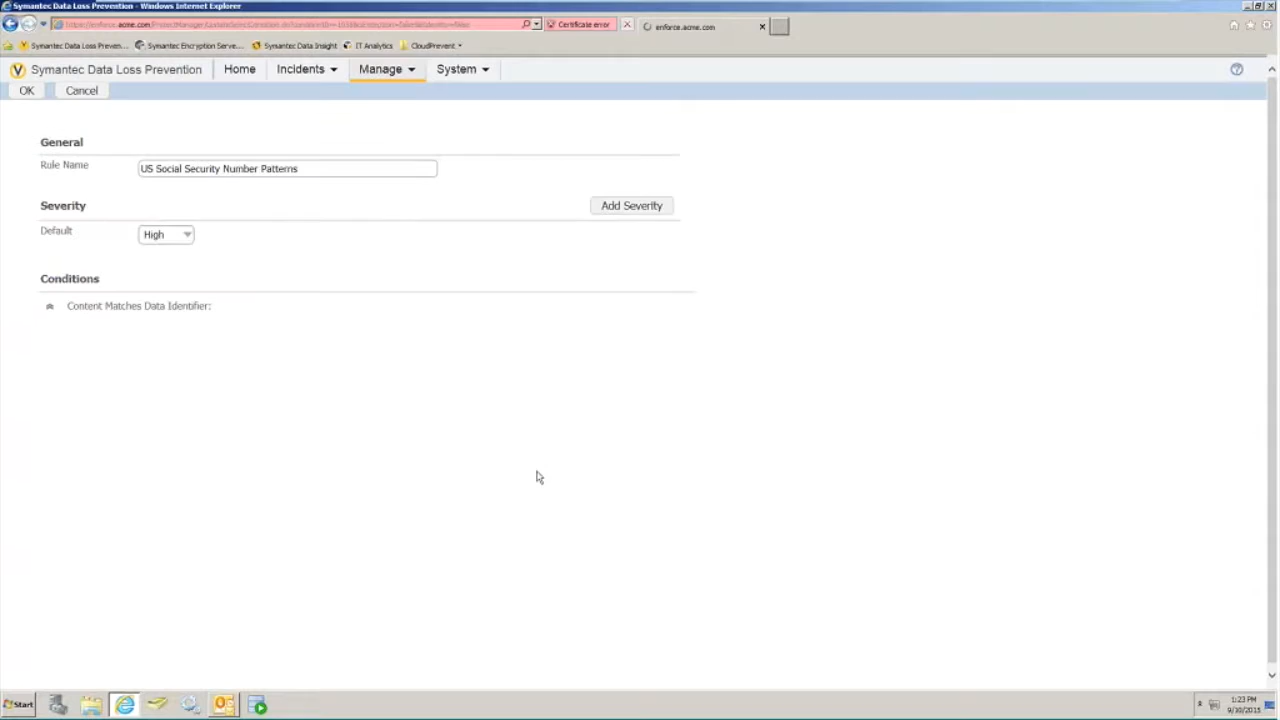 Symantec Data Loss Prevention - Windows Internet Explorer
Certificate error
enforce.acme.com
Symantec Data Loss Preven...
Symantec Encryption Serve...
Symantec Data Insight
IT Analytics
CloudPrevent
Symantec Data Loss Prevention
Home
Incidents
Manage
System
OK
Cancel
General
Rule Name
US Social Security Number Patterns
Severity
Add Severity
Default
High
Conditions
Content Matches Data Identifier:
Start
1:23 PM
9/10/2015